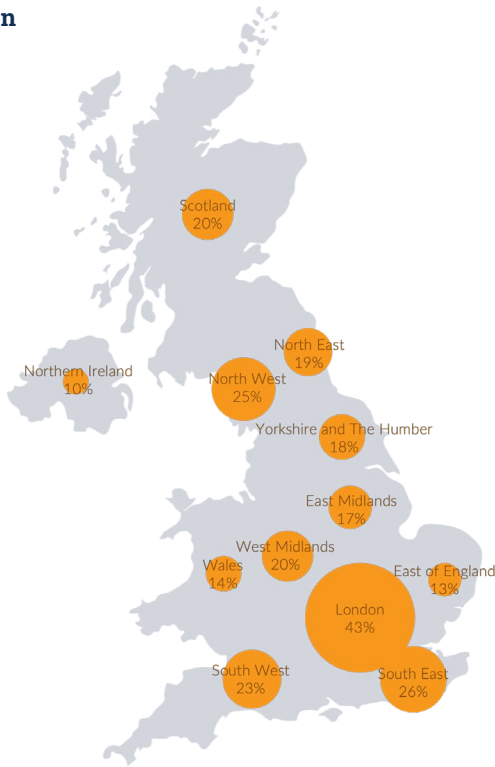 n
Scotland
20%
North East
19%
Northern Ireland
10%
North West
25%
Yorkshire and The Humber
18%
East Midlands
17%
West Midlands
20%
Wales
14%
East of England
13%
London
43%
South West
23%
South East
26%